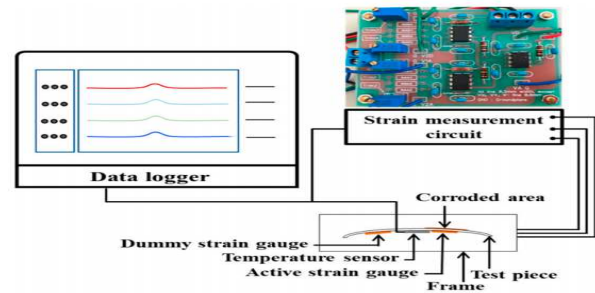 Strain measurement
circuit
Data logger
Corroded area
Dummy strain gauge
Temperature sensor
Active strain gauge
Test piece
Frame